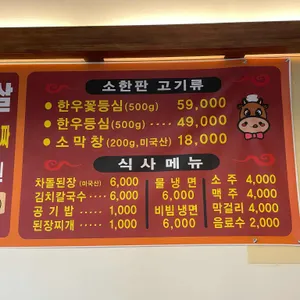 소한판 고기류
• 한우꽃등심 (500g) 59,000
• 한우등심 (500g) ···· 49,000
• 소 막 창 (200g, 미국산) 18,000
식 사 메 뉴
차돌된장 (미국산) 6,000
김치칼국수 ···· 6,000
공 기 밥 ····· 1,000
된장찌개 ····· 1,000
물 냉 면
6,000
비빔냉면
6,000
소 주 4,000
맥 주 4,000
막걸리 4,000
음료수 2,000
살